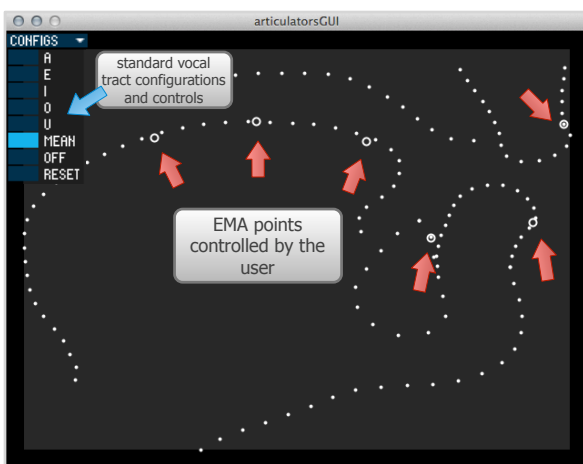 articulatorsGUI
CONFIGS
A
E
I
O
U
MEAN
OFF
RESET
standard vocal
tract configurations
and controls
EMA points
controlled by the
user